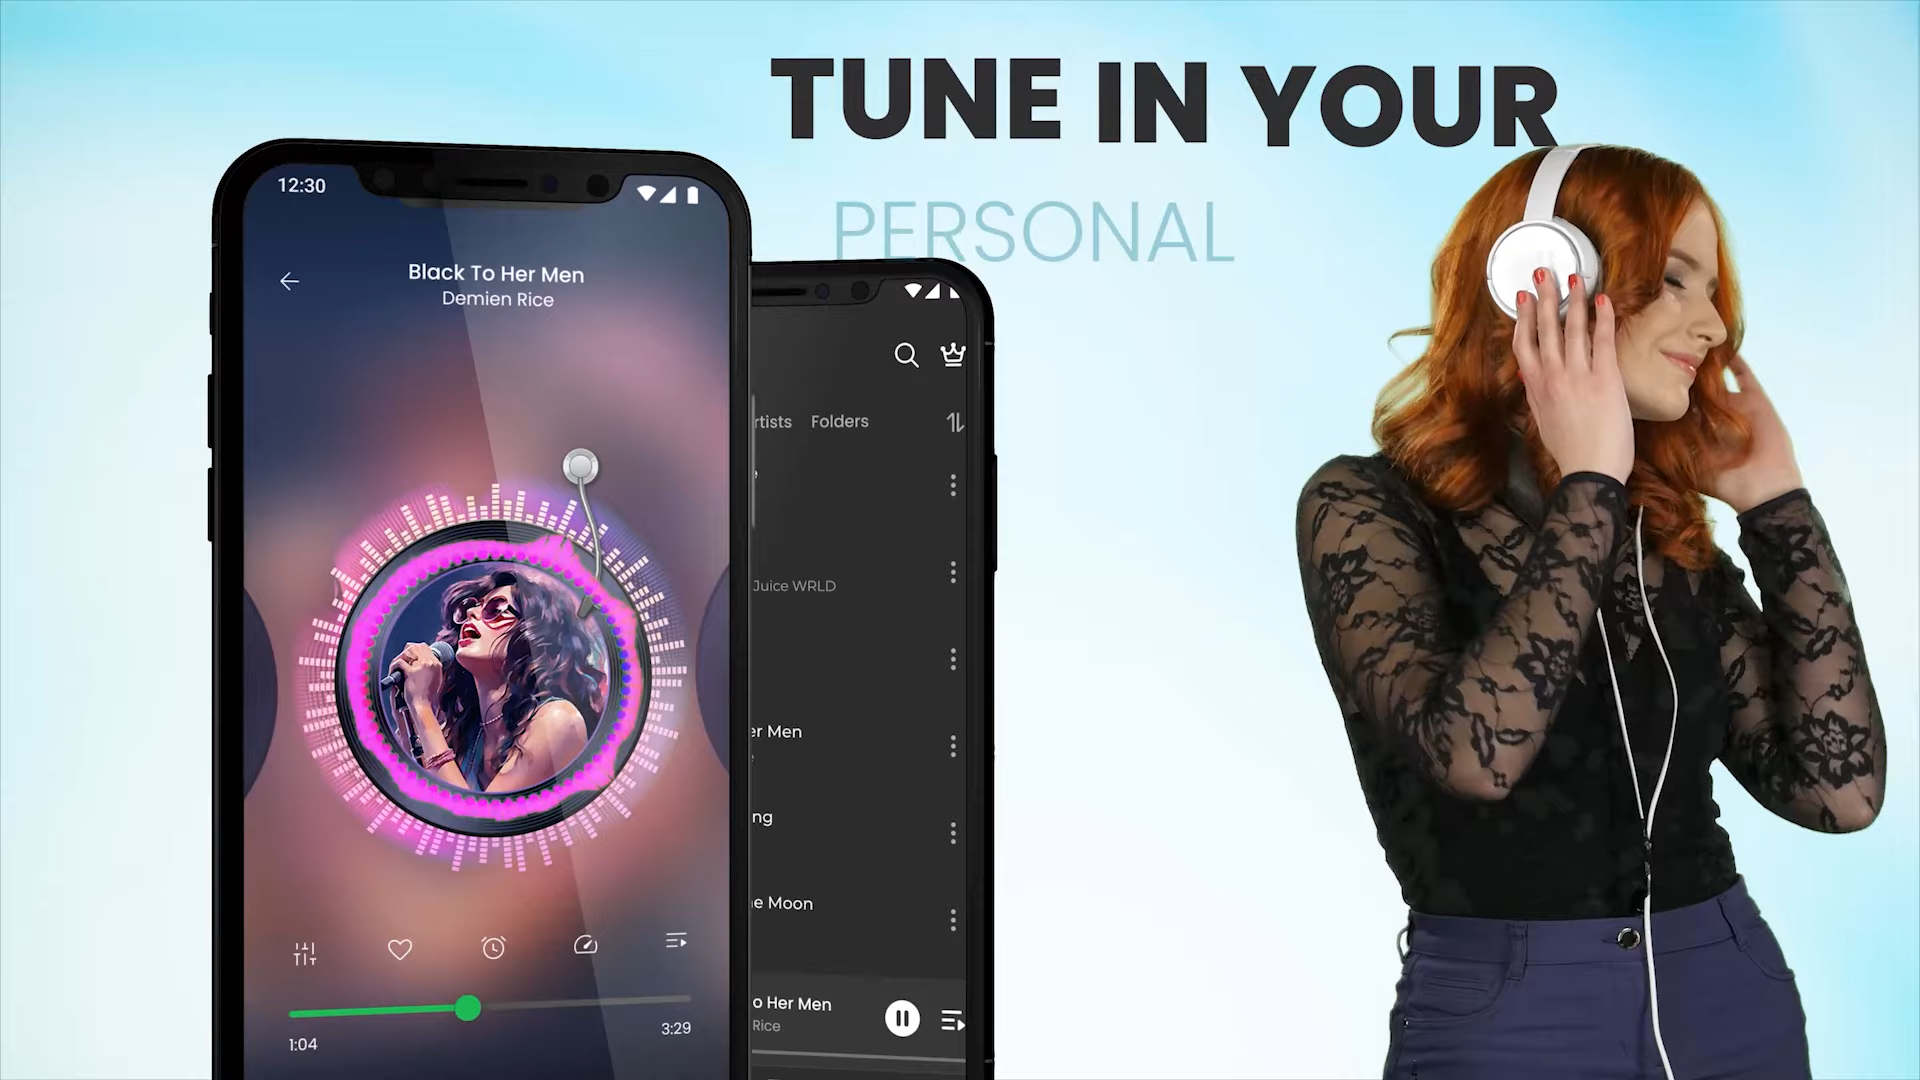 TUNE IN YOUR
PERSONAL
12:30
Black To Her Men
Demien Rice
1:04
3:29
rtists Folders
Juice WRLD
er Men
ng
e Moon
o Her Men
Rice